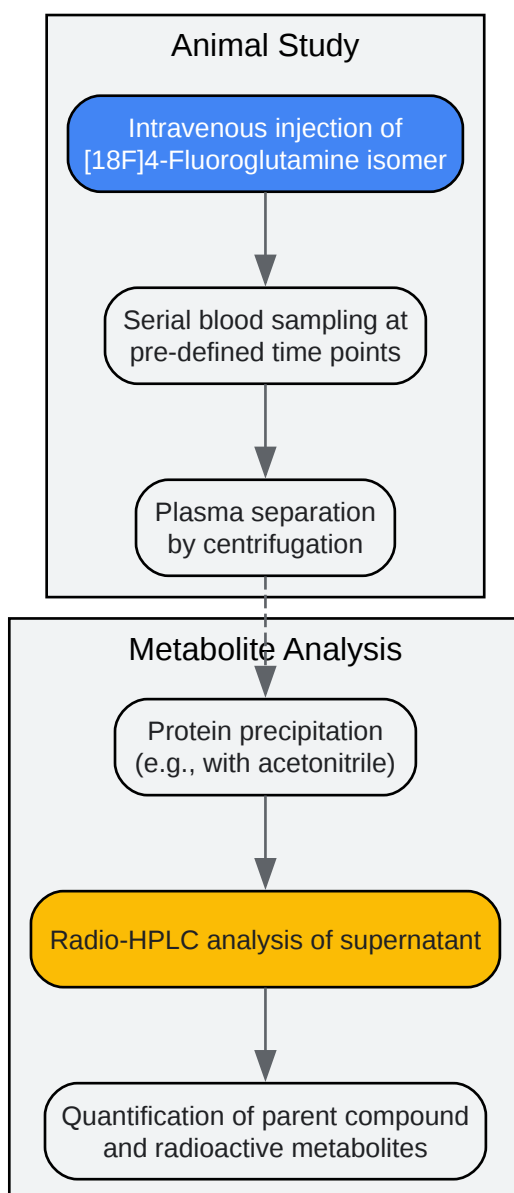 Animal Study
Intravenous injection of
[18F]4-Fluoroglutamine isomer
Serial blood sampling at
pre-defined time points
Plasma separation
by centrifugation
Metabolite Analysis
Protein precipitation
(e.g., with acetonitrile)
Radio-HPLC analysis of supernatant
Quantification of parent compound
and radioactive metabolites